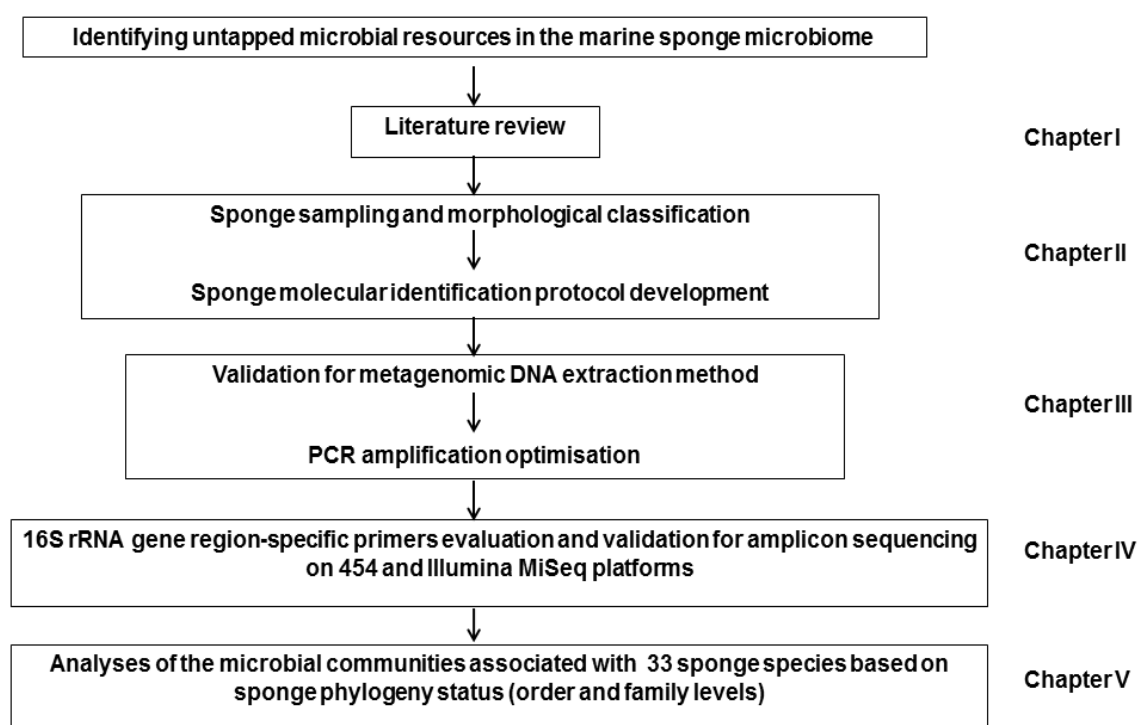 Identifying untapped microbial resources in the marine sponge microbiome
Literature review
Chapter I
Sponge sampling and morphological classification
Chapter II
Sponge molecular identification protocol development
Validation for metagenomic DNA extraction method
Chapter III
PCR amplification optimisation
16S rRNA gene region-specific primers evaluation and validation for amplicon sequencing
on 454 and Illumina MiSeq platforms
Chapter IV
Analyses of the microbial communities associated with 33 sponge species based on
sponge phylogeny status (order and family levels)
Chapter V